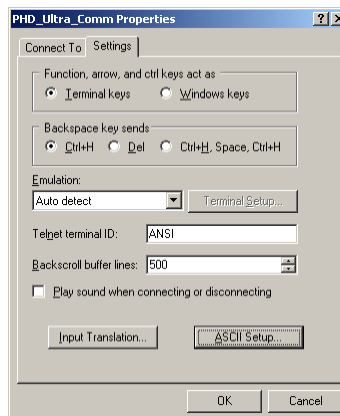 PHD_Ultra_Comm Properties
Connect To Settings
Function, arrow, and ctrl keys act as
Terminal keys Windows keys
Backspace key sends
Ctrl+H Del Ctrl+H, Space, Ctrl+H
Emulation:
Auto detect Terminal Setup...
Telnet terminal ID: ANSI
Backscroll buffer lines: 500
Play sound when connecting or disconnecting
Input Translation... ASCII Setup...
OK Cancel